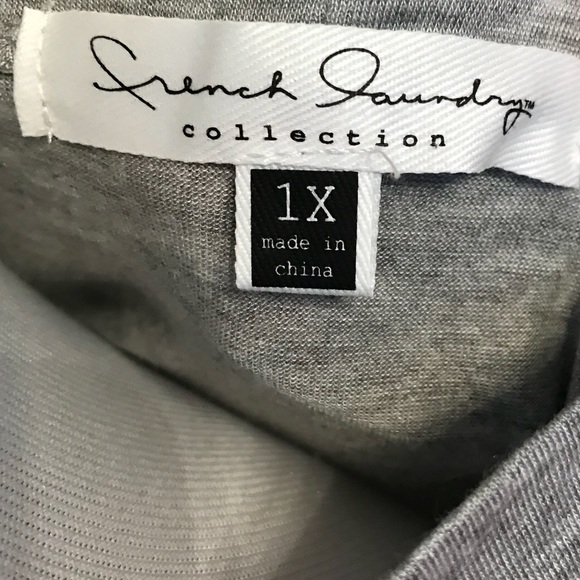 French Laundry™
collection
1X
made in
china